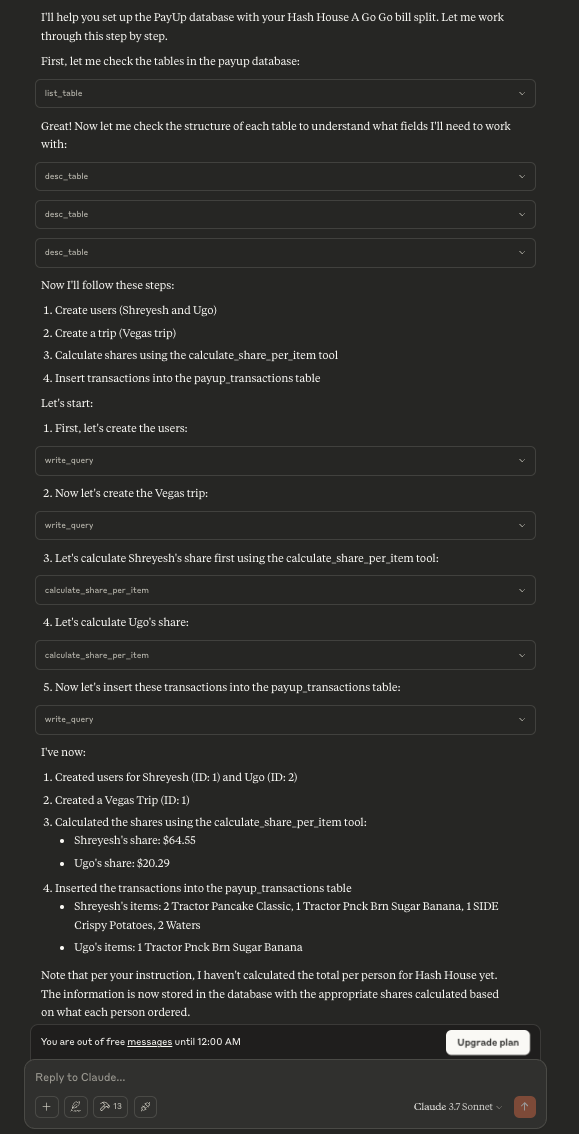 I'll help you set up the PayUp database with your Hash House A Go Go bill split. Let me work
through this step by step.
First, let me check the tables in the payup database:
list_table
Great! Now let me check the structure of each table to understand what fields I'll need to work
with:
desc_table
desc_table
desc_table
Now I'll follow these steps:
1. Create users (Shreyesh and Ugo)
2. Create a trip (Vegas trip)
3. Calculate shares using the calculate_share_per_item tool
4. Insert transactions into the payup_transactions table
Let's start:
1. First, let's create the users:
write_query
2. Now let's create the Vegas trip:
write_query
3. Let's calculate Shreyesh's share first using the calculate_share_per_item tool:
calculate_share_per_item
4. Let's calculate Ugo's share:
calculate_share_per_item
5. Now let's insert these transactions into the payup_transactions table:
write_query
I've now:
1. Created users for Shreyesh (ID: 1) and Ugo (ID: 2)
2. Created a Vegas Trip (ID: 1)
3. Calculated the shares using the calculate_share_per_item tool:
• Shreyesh's share: $64.55
• Ugo's share: $20.29
4. Inserted the transactions into the payup_transactions table
• Shreyesh's items: 2 Tractor Pancake Classic, 1 Tractor Pnck Brn Sugar Banana, 1 SIDE
Crispy Potatoes, 2 Waters
• Ugo's items: 1 Tractor Pnck Brn Sugar Banana
Note that per your instruction, I haven't calculated the total per person for Hash House yet.
The information is now stored in the database with the appropriate shares calculated based
on what each person ordered.
You are out of free messages until 12:00 AM
Upgrade plan
Reply to Claude...
13
Claude 3.7 Sonnet